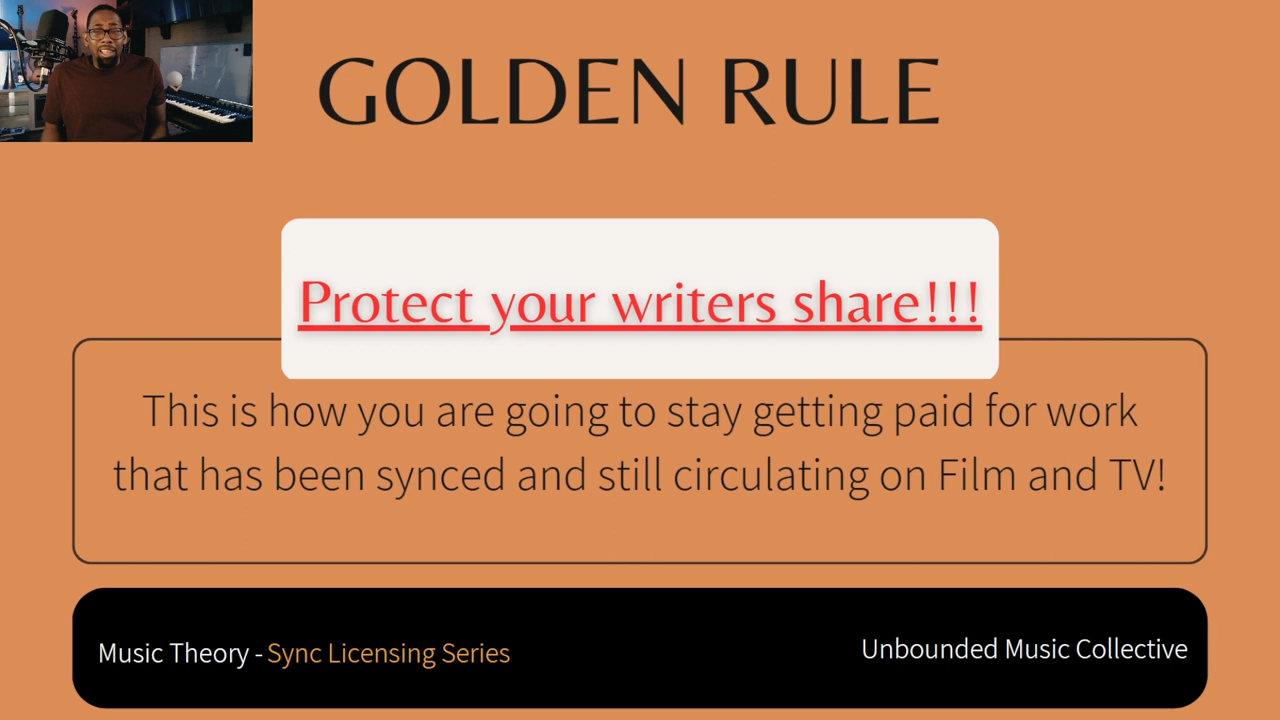 GOLDEN RULE
Protect your writers share!!!
This is how you are going to stay getting paid for work
that has been synced and still circulating on Film and TV!
Music Theory - Sync Licensing Series
Unbounded Music Collective